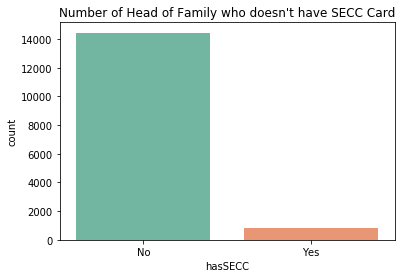 Number of Head of Family who doesn't have SECC Card
14000
12000
10000
8000
6000
4000
2000
0
count
No Yes
hasSECC